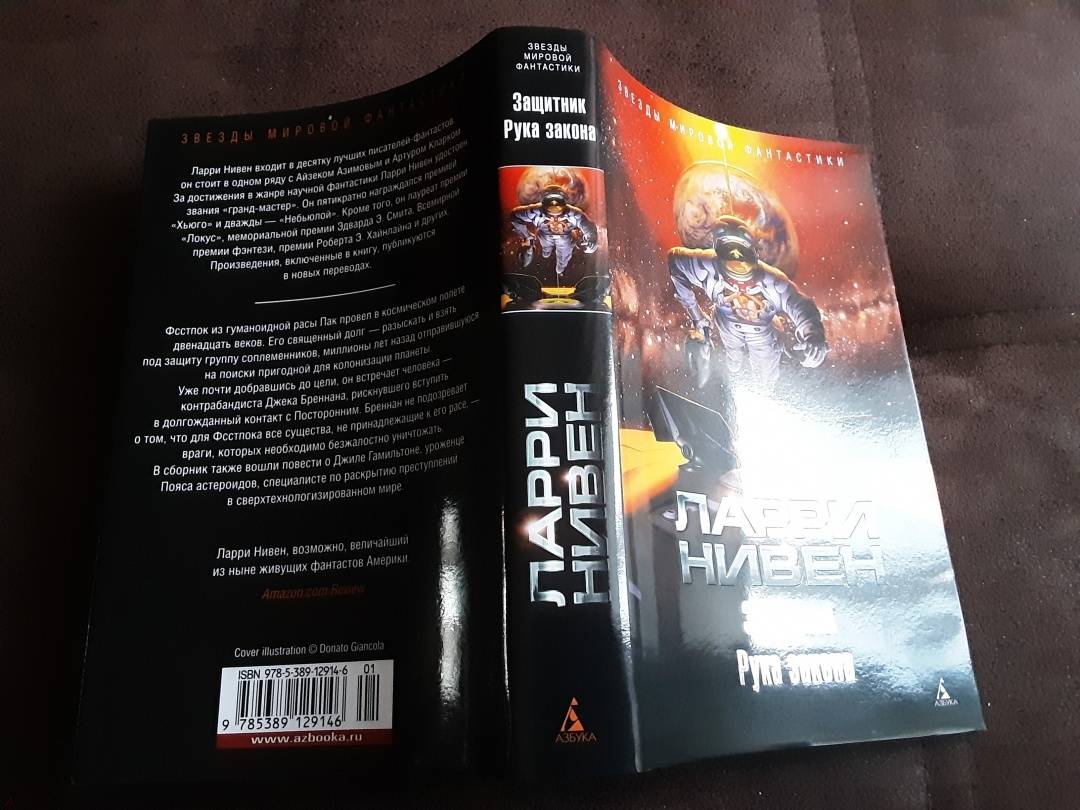 ЗВЕЗДЫ МИРОВОЙ ФАНТАСТИКИ
Ларри Нивен входит в десятку лучших писателей-фантастов
он стоит в одном ряду с Айзеком Азимовым и Артуром Кларком
За достижения в жанре научной фантастики Ларри Нивен удостоен
звания «гранд-мастер». Он пятикратно награждался премией
«Хьюго» и дважды — «Небьюлой». Кроме того, он лауреат премии
«Локус», мемориальной премии Эдварда Э. Смита, Всемирной
премии фэнтези, премии Роберта Э. Хайнлайна и других.
Произведения, включенные в книгу, публикуются
в новых переводах.
Фсстпок из гуманоидной расы Пак провел в космическом полете
двенадцать веков. Его священный долг — разыскать и взять
под защиту группу соплеменников, миллионы лет назад отправившуюся
на поиски пригодной для колонизации планеты.
Уже почти добравшись до цели, он встречает человека —
контрабандиста Джека Бреннана, рискнувшего вступить
в долгожданный контакт с Посторонним. Бреннан не подозревает
о том, что для Фсстпока все существа, не принадлежащие к его расе, —
враги, которых необходимо безжалостно уничтожать.
В сборник также вошли повести о Джиле Гамильтоне, уроженце
Пояса астероидов, специалисте по раскрытию преступлений
в сверхтехнологизированном мире.
Ларри Нивен, возможно, величайший
из ныне живущих фантастов Америки.
Amazon.com Review
Cover illustration © Donato Giancola
ISBN 978-5-389-12914-6
01
9 785389 129146
www.azbooka.ru
ЗВЕЗДЫ
МИРОВОЙ
ФАНТАСТИКИ
Защитник
Рука закона
ЛАРРИ
НИВЕН
АЗБУКА
ЗВЕЗДЫ МИРОВОЙ ФАНТАСТИКИ
ЛАРРИ
НИВЕН
Рука закона
АЗБУКА